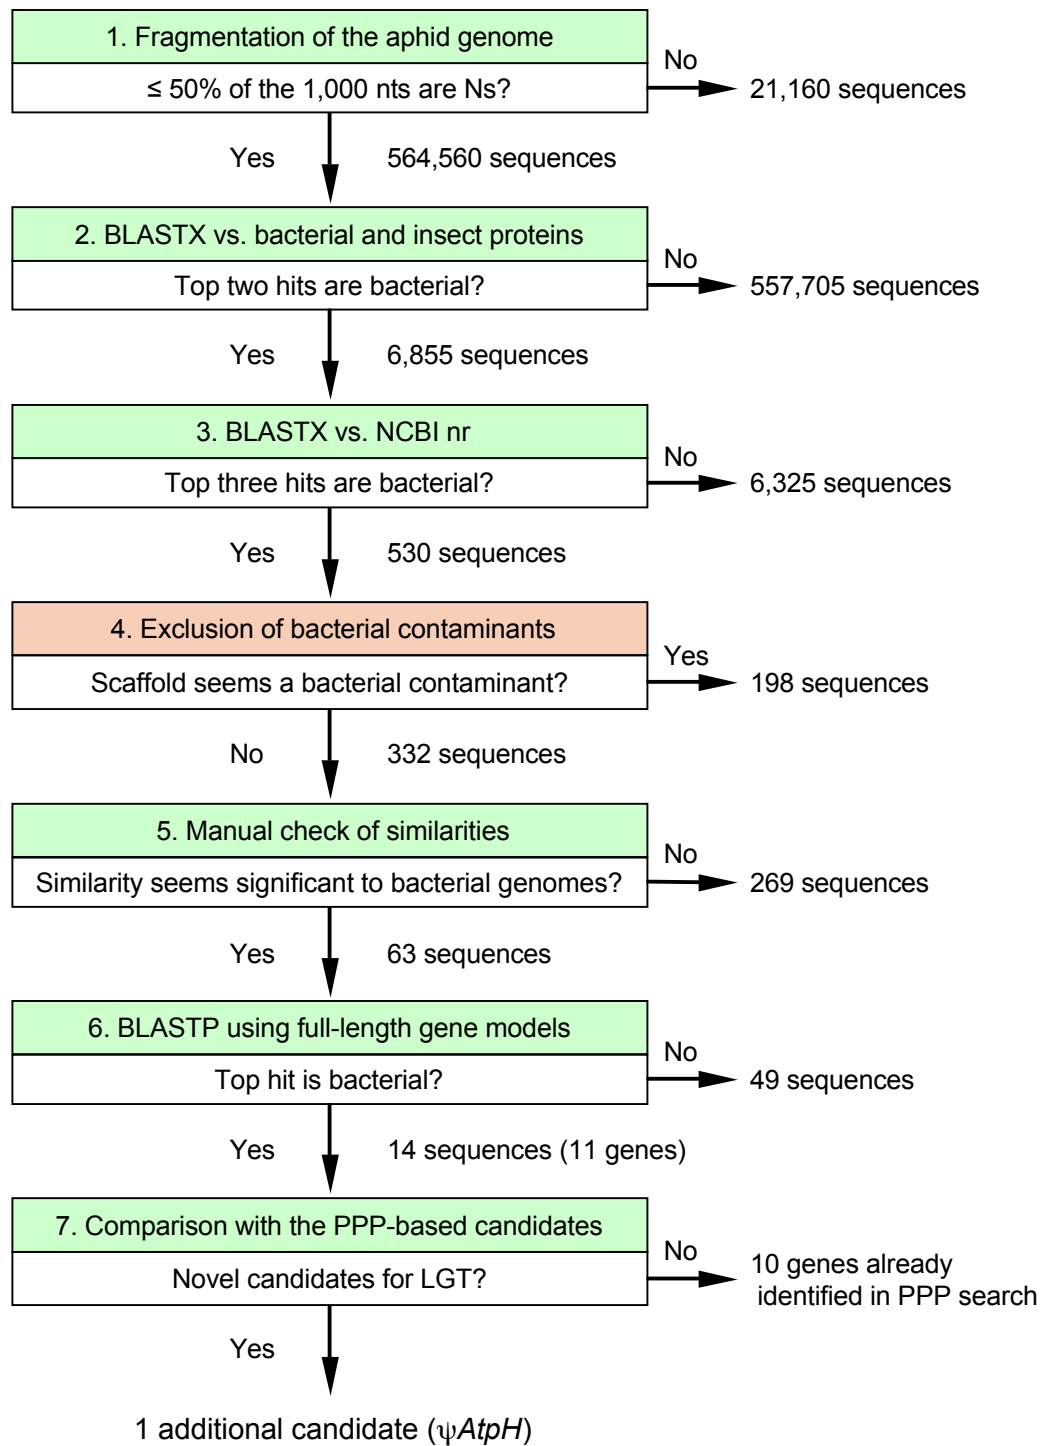 1. Fragmentation of the aphid genome
≤ 50% of the 1,000 nts are Ns?
No
21,160 sequences
Yes
564,560 sequences
2. BLASTX vs. bacterial and insect proteins
Top two hits are bacterial?
No
557,705 sequences
Yes
6,855 sequences
3. BLASTX vs. NCBI nr
Top three hits are bacterial?
No
6,325 sequences
Yes
530 sequences
4. Exclusion of bacterial contaminants
Scaffold seems a bacterial contaminant?
Yes
198 sequences
No
332 sequences
5. Manual check of similarities
Similarity seems significant to bacterial genomes?
No
269 sequences
Yes
63 sequences
6. BLASTP using full-length gene models
Top hit is bacterial?
No
49 sequences
Yes
14 sequences (11 genes)
7. Comparison with the PPP-based candidates
Novel candidates for LGT?
No
10 genes already
identified in PPP search
Yes
1 additional candidate (ψAtpH)